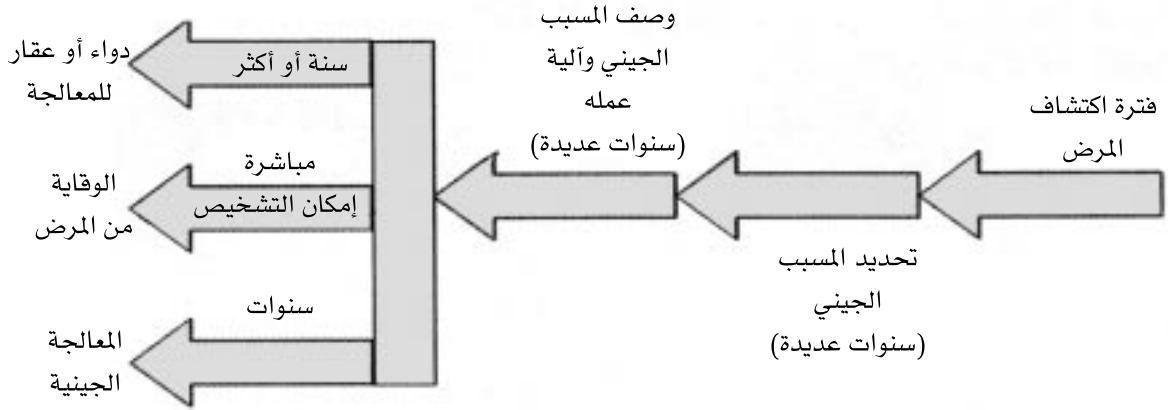 فترة اكتشاف
المرض
تحديد المسبب
الجيني
(سنوات عديدة)
وصف المسبب
الجيني وآلية
عمله
(سنوات عديدة)
سنة أو أكثر
دواء أو عقار
للمعالجة
مباشرة
إمكان التشخيص
الوقاية
من المرض
سنوات
المعالجة
الجينية